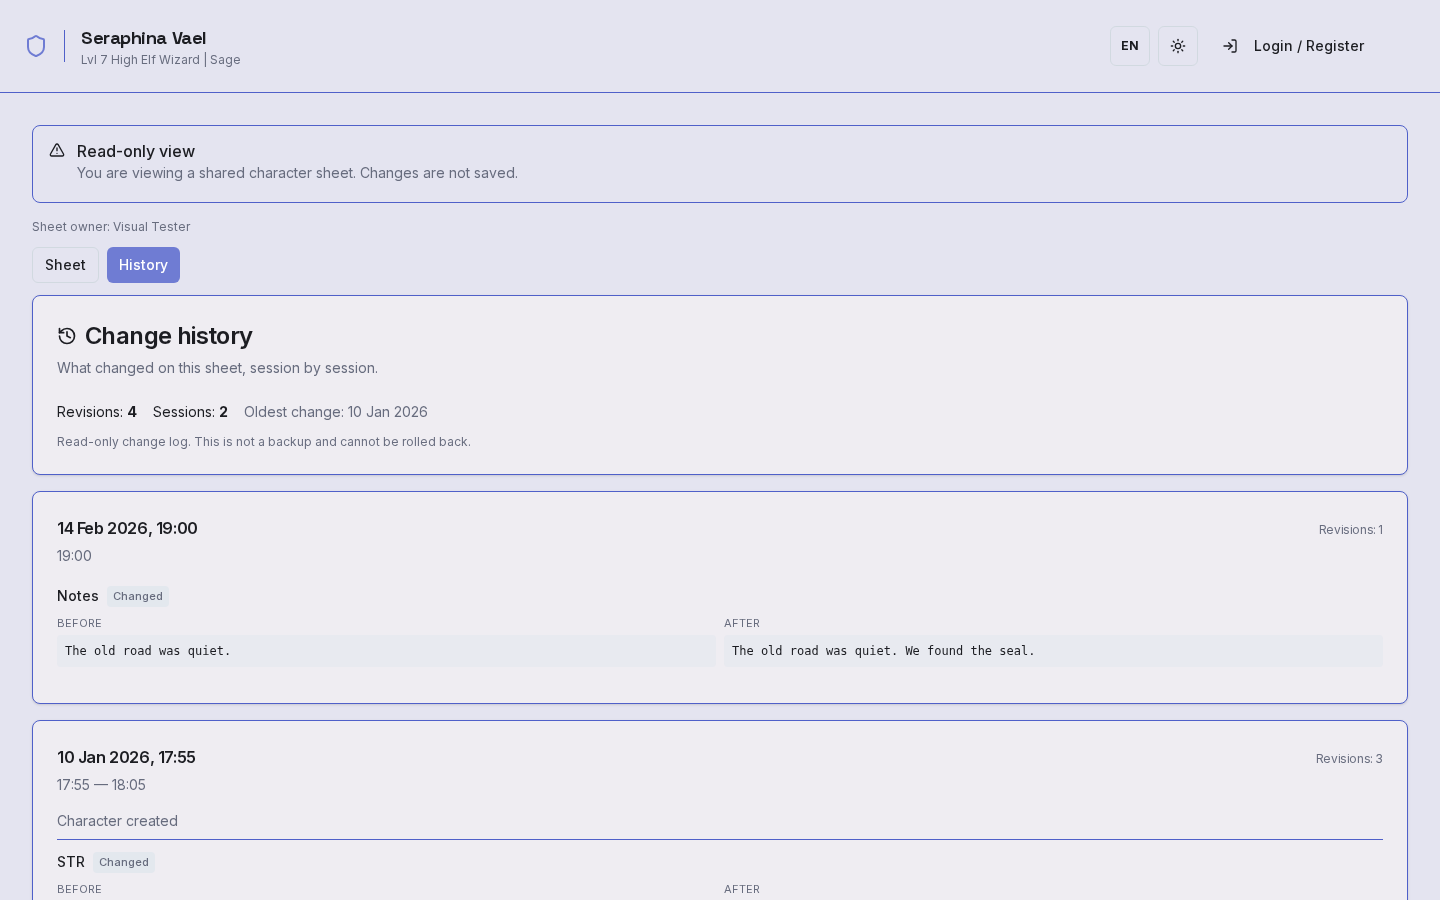 Seraphina Vael
Lvl 7 High Elf Wizard | Sage
EN
Login / Register
Read-only view
You are viewing a shared character sheet. Changes are not saved.
Sheet owner: Visual Tester
Sheet
History
Change history
What changed on this sheet, session by session.
Revisions: 4 Sessions: 2 Oldest change: 10 Jan 2026
Read-only change log. This is not a backup and cannot be rolled back.
14 Feb 2026, 19:00
Revisions: 1
19:00
Notes Changed
BEFORE
AFTER
The old road was quiet.
The old road was quiet. We found the seal.
10 Jan 2026, 17:55
Revisions: 3
17:55 — 18:05
Character created
STR Changed
BEFORE
AFTER